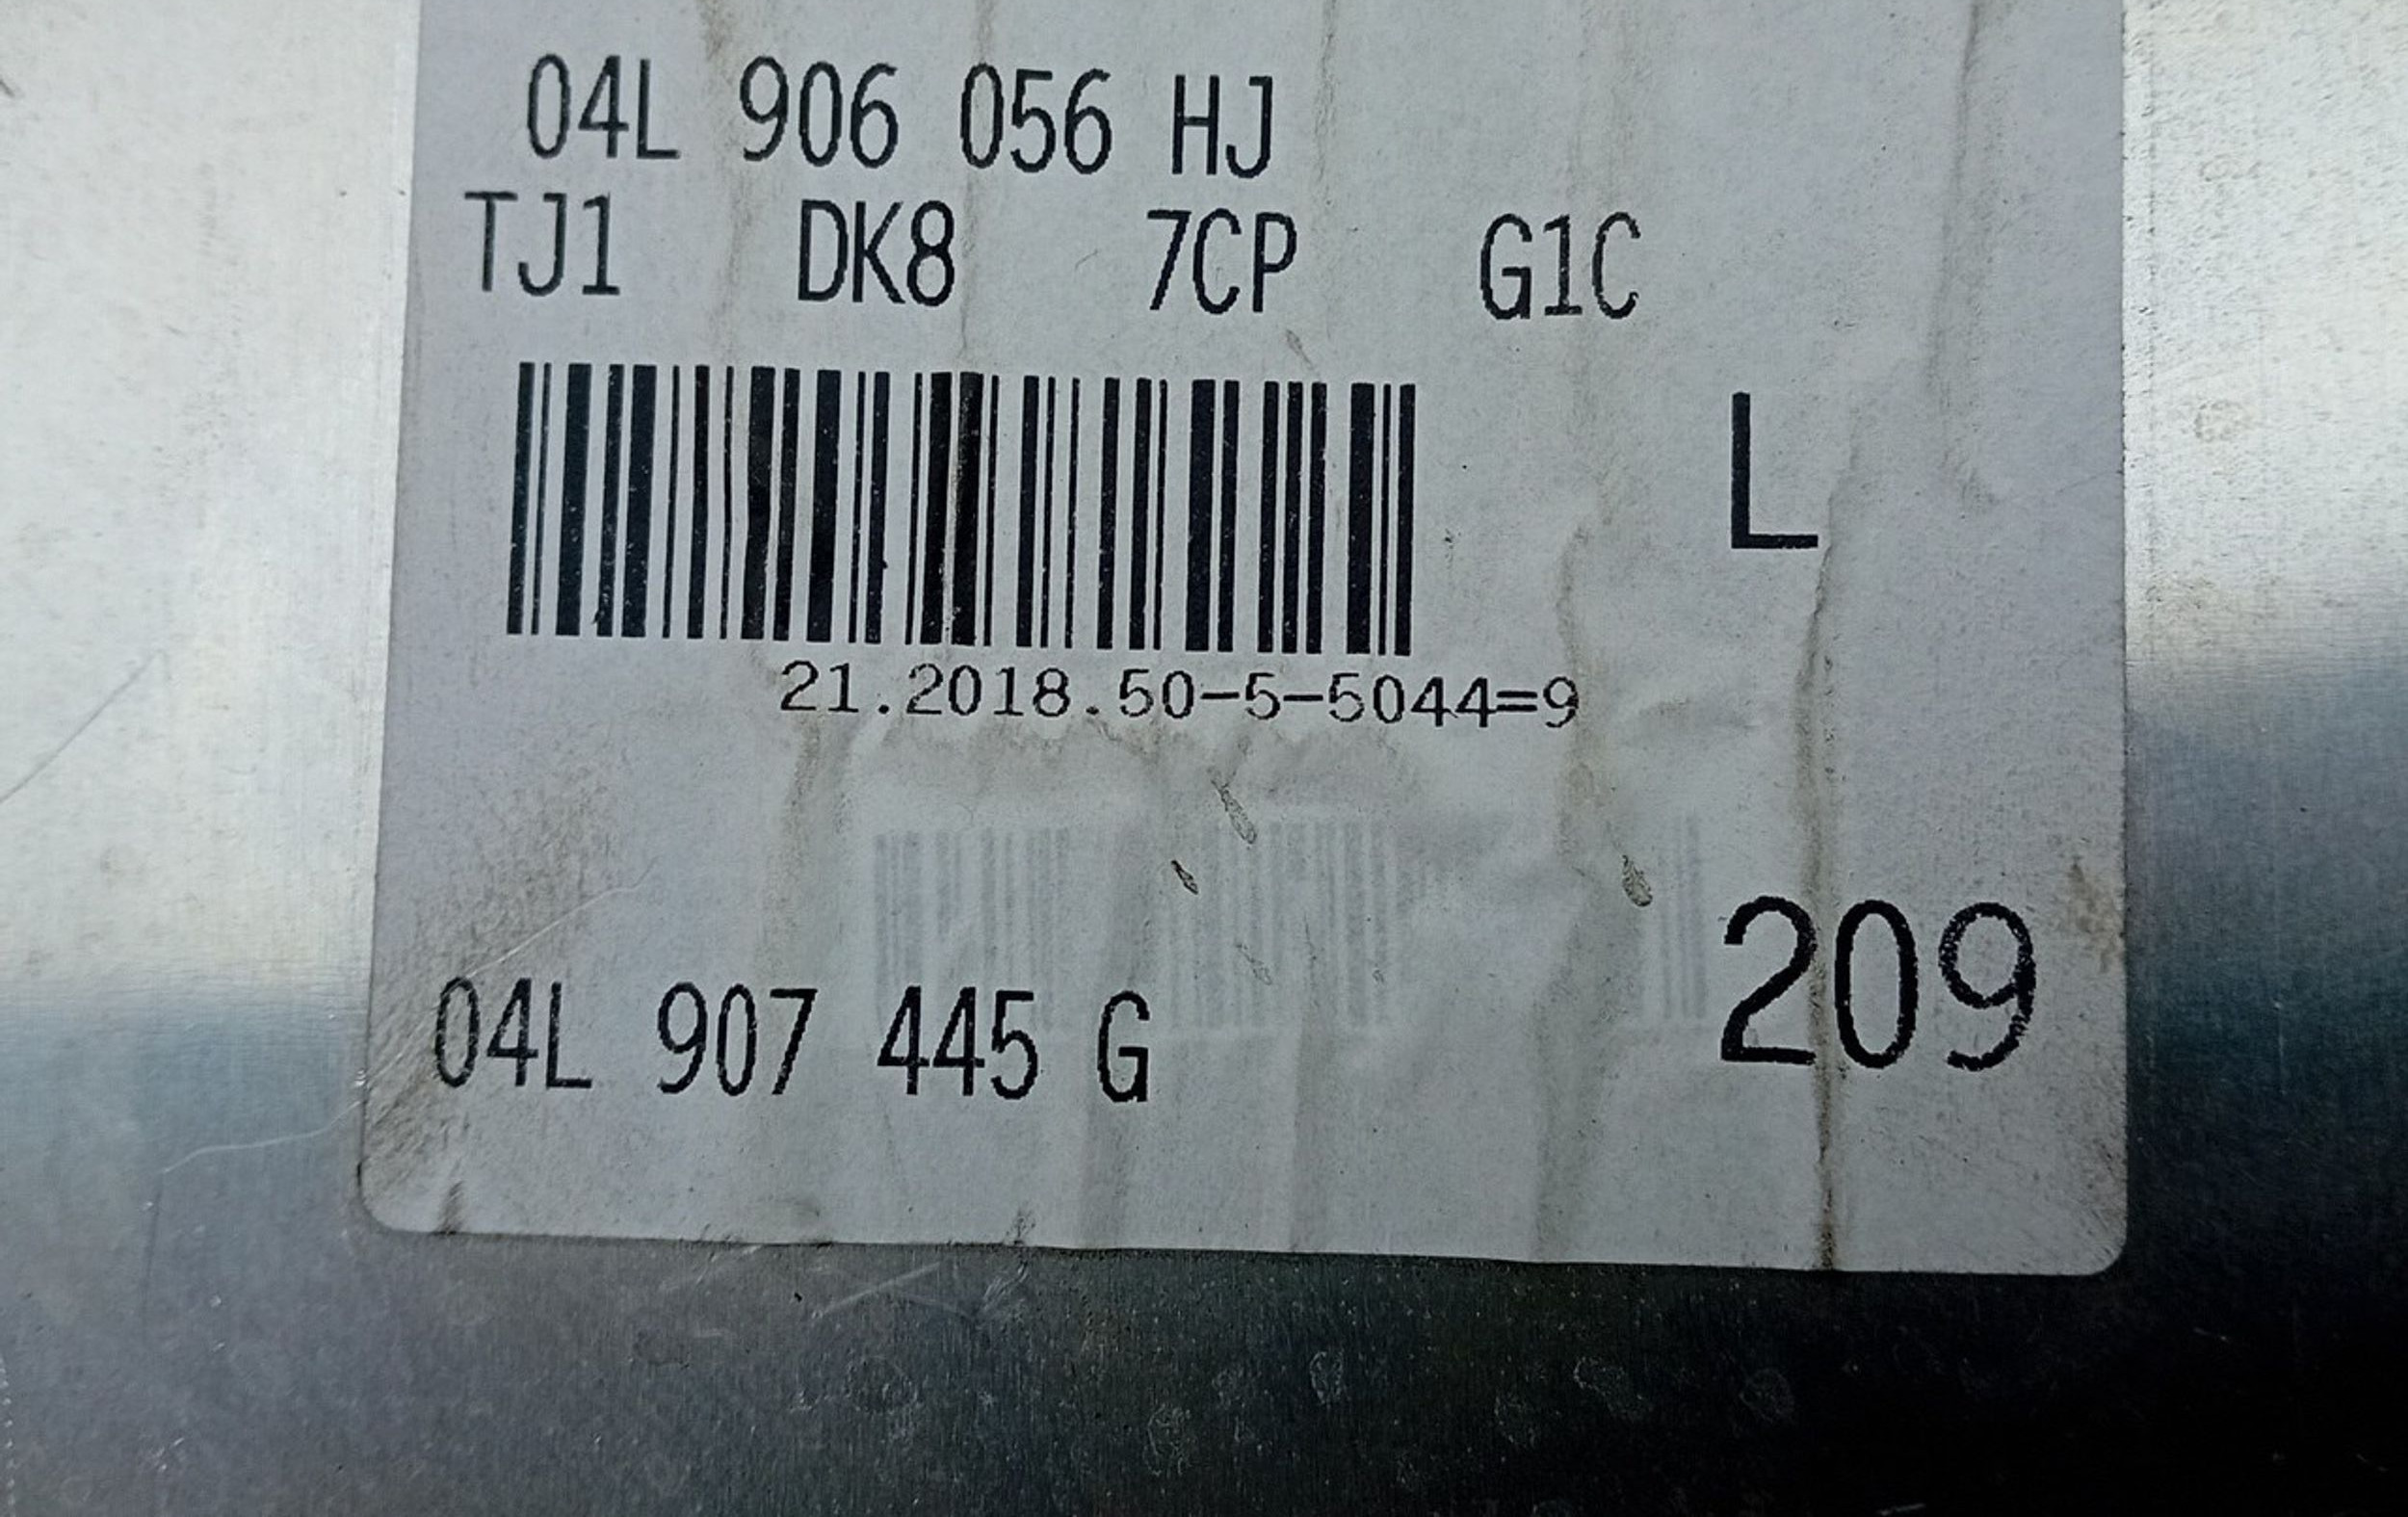 04L 906 056 HJ
TJ1 DK8 7CP G1C
L
21.2018.50-5-5044=9
209
04L 907 445 G